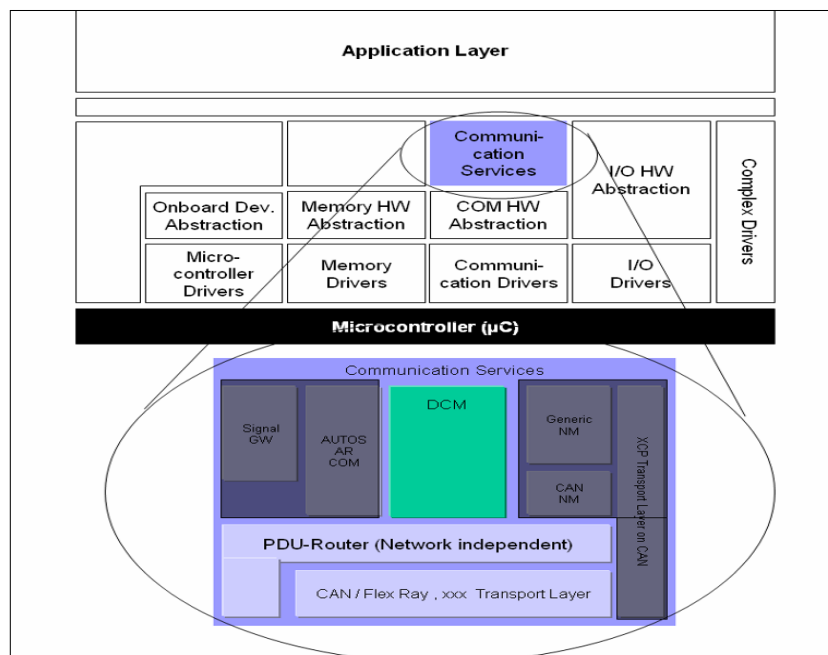 Application Layer
Communi-
cation
Services
I/O HW
Abstraction
Complex Drivers
Onboard Dev.
Abstraction
Memory HW
Abstraction
COM HW
Abstraction
Micro-
controller
Drivers
Memory
Drivers
Communi-
cation Drivers
I/O
Drivers
Microcontroller (µC)
Communication Services
Signal
GW
AUTOS
AR
COM
DCM
Generic
NM
CAN
NM
XCP Transport Layer on CAN
PDU-Router (Network independent)
CAN / Flex Ray , xxx Transport Layer